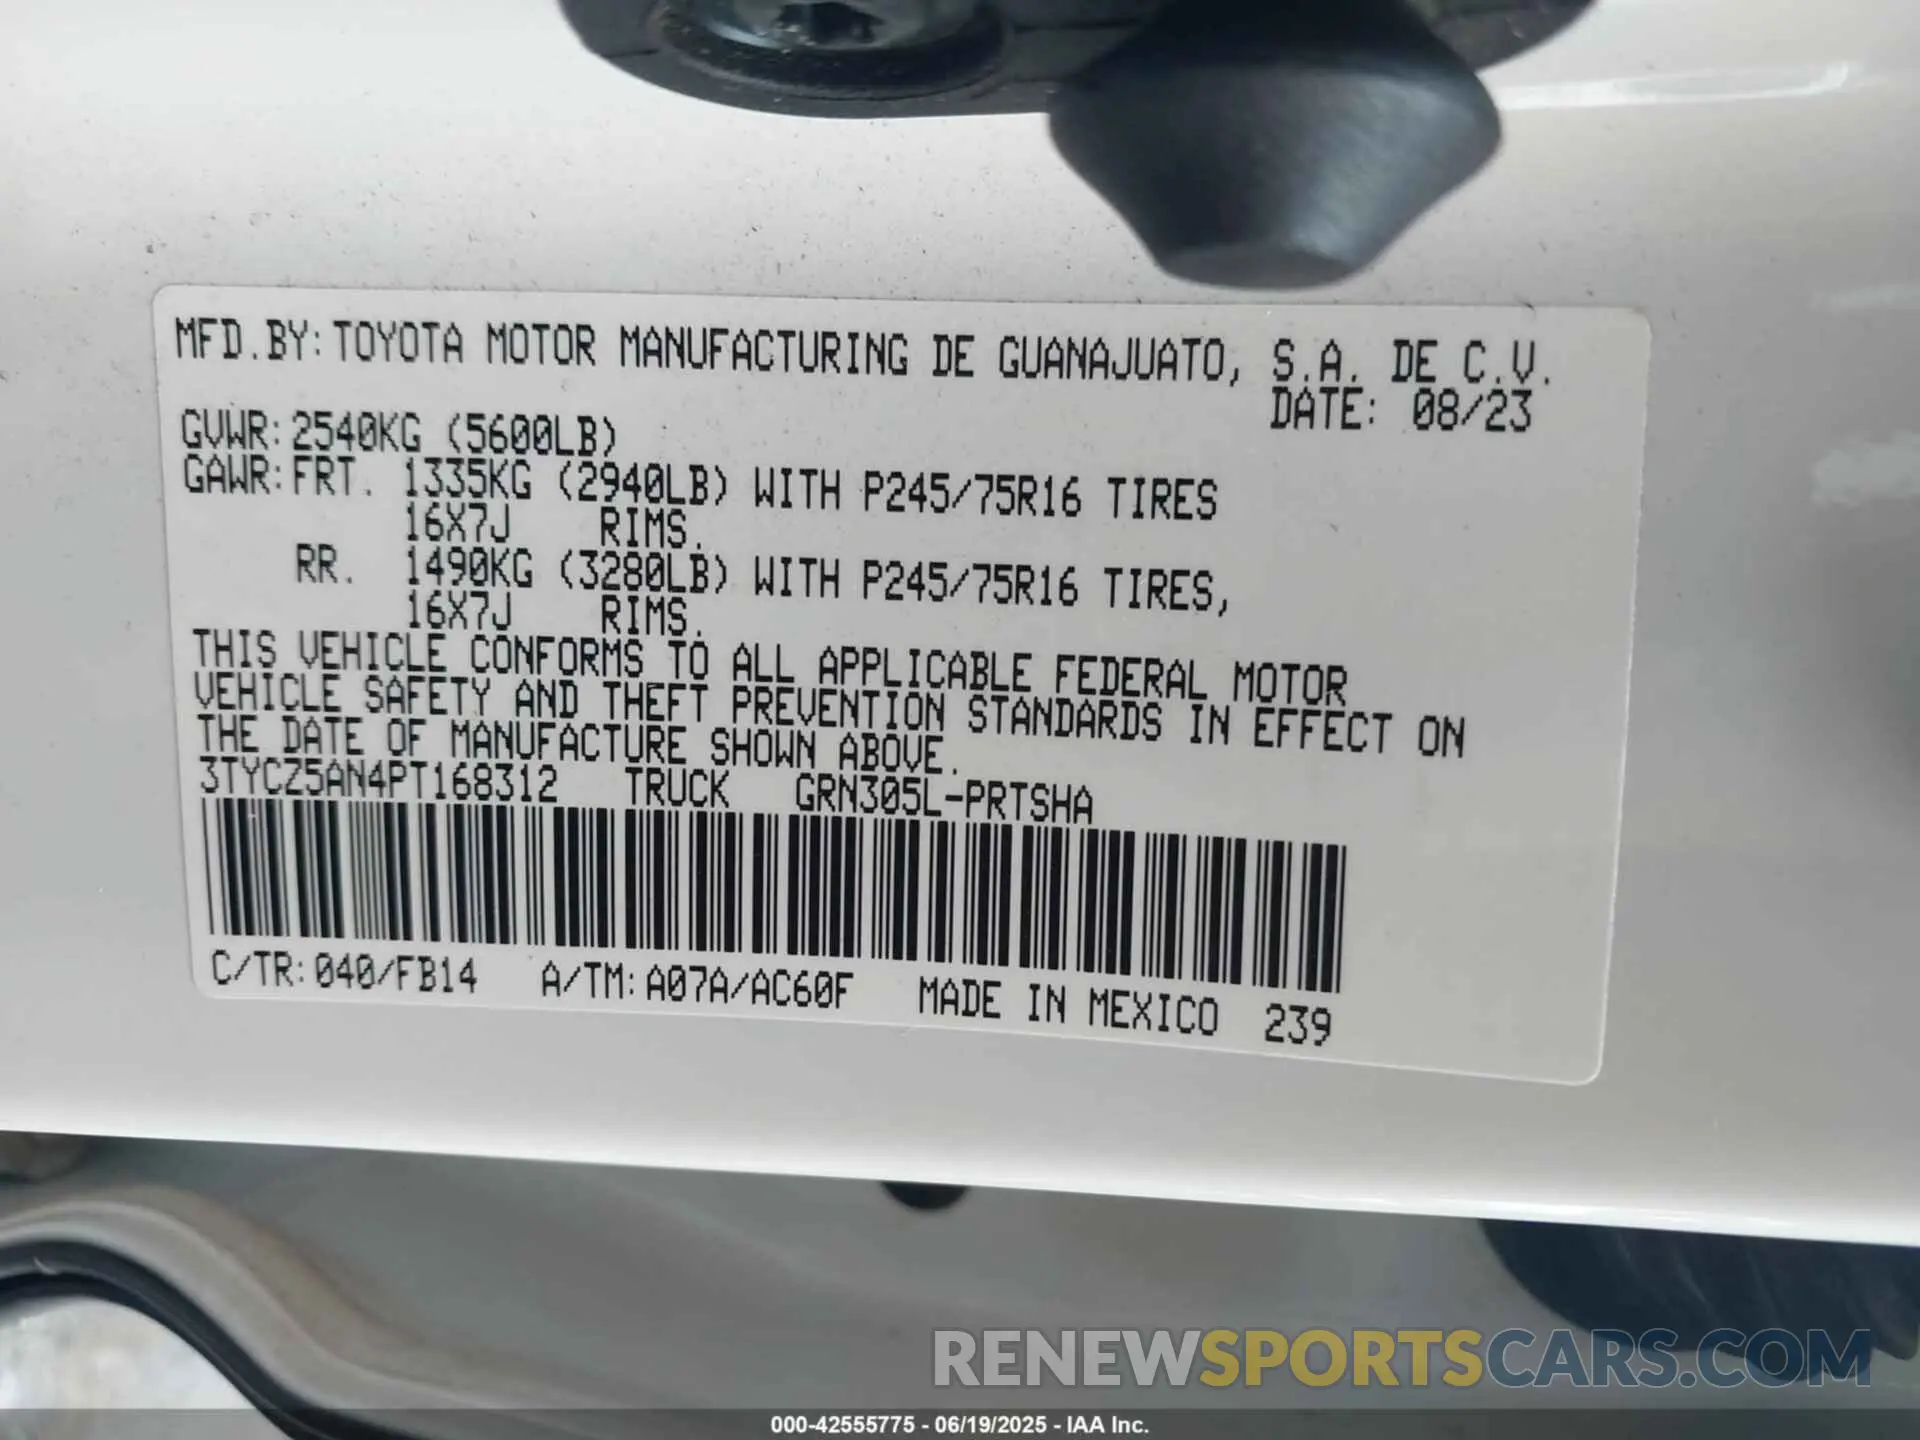 MFD.BY:TOYOTA MOTOR MANUFACTURING DE GUANAJUATO, S.A. DE C.V.
DATE: 08/23
GVWR:2540KG (5600LB)
GAWR:FRT. 1335KG (2940LB) WITH P245/75R16 TIRES
16X7J RIMS.
RR. 1490KG (3280LB) WITH P245/75R16 TIRES,
16X7J RIMS.
THIS VEHICLE CONFORMS TO ALL APPLICABLE FEDERAL MOTOR
VEHICLE SAFETY AND THEFT PREVENTION STANDARDS IN EFFECT ON
THE DATE OF MANUFACTURE SHOWN ABOVE.
3TYCZ5AN4PT168312 TRUCK GRN305L-PRTSHA
C/TR:040/FB14 A/TM:A07A/AC60F MADE IN MEXICO 239
RENEWSPORTSCARS.COM
000-42555775 - 06/19/2025 - IAA Inc.